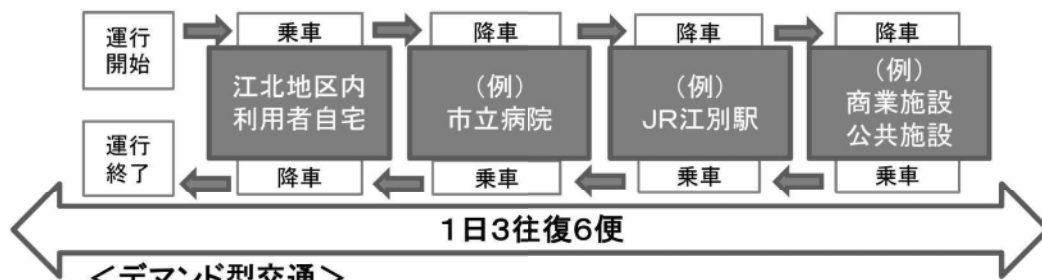 運行
開始
乗車
降車
降車
降車
江北地区内
利用者自宅
(例)
市立病院
(例)
JR江別駅
(例)
商業施設
公共施設
運行
終了
降車
乗車
乗車
乗車
1日3往復6便
<デマンド型交通>